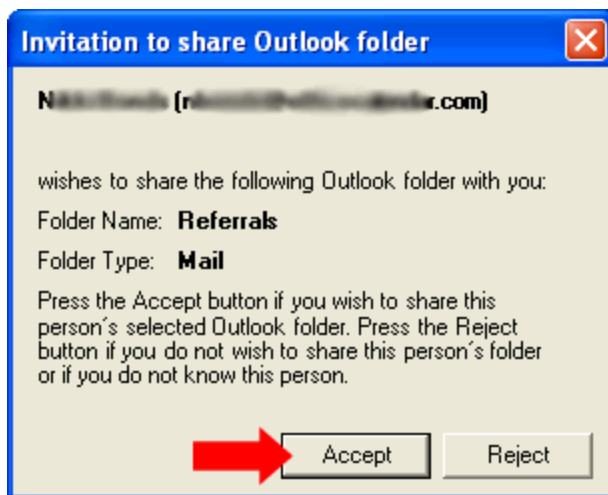 Invitation to share Outlook folder
.com)
wishes to share the following Outlook folder with you:
Folder Name: Referrals
Folder Type: Mail
Press the Accept button if you wish to share this
person's selected Outlook folder. Press the Reject
button if you do not wish to share this person's folder
or if you do not know this person.
Accept Reject